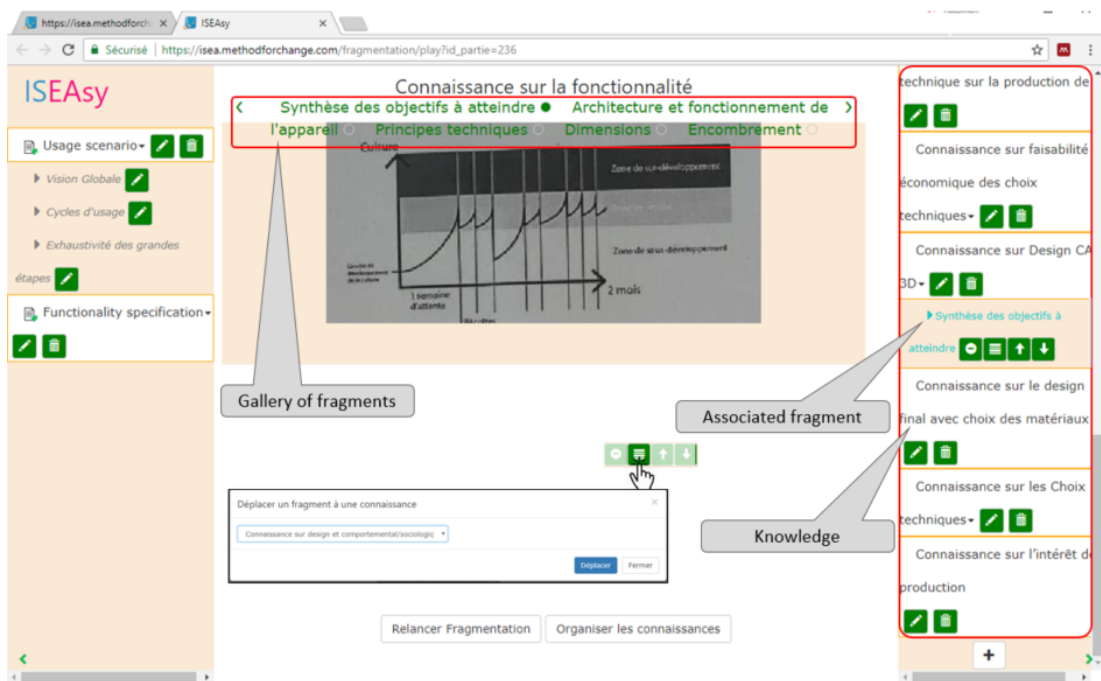 https://isea.methodforch
ISEAsy
Sécurisé | https://isea.methodforchange.com/fragmentation/play?id_partie=236
ISEAsy
Usage scenario
Vision Globale
Cycles d'usage
Exhaustivité des grandes
étapes
Functionality specification
Connaissance sur la fonctionnalité
Synthèse des objectifs à atteindre Architecture et fonctionnement de
l'appareil Principes techniques Dimensions Encombrement
Culture
Zone de sur-développement
Zone de sous-développement
1 semaine
d'attente
2 mois
Récoltes
Gallery of fragments
Associated fragment
Knowledge
Déplacer un fragment à une connaissance
Connaissance sur design et comportemental/sociologiq
Déplacer Fermer
Relancer Fragmentation Organiser les connaissances
technique sur la production de
Connaissance sur faisabilité
économique des choix
techniques
Connaissance sur Design CA
3D
Synthèse des objectifs à
atteindre
Connaissance sur le design
final avec choix des matériaux
Connaissance sur les Choix
techniques
Connaissance sur l'intérêt de
production